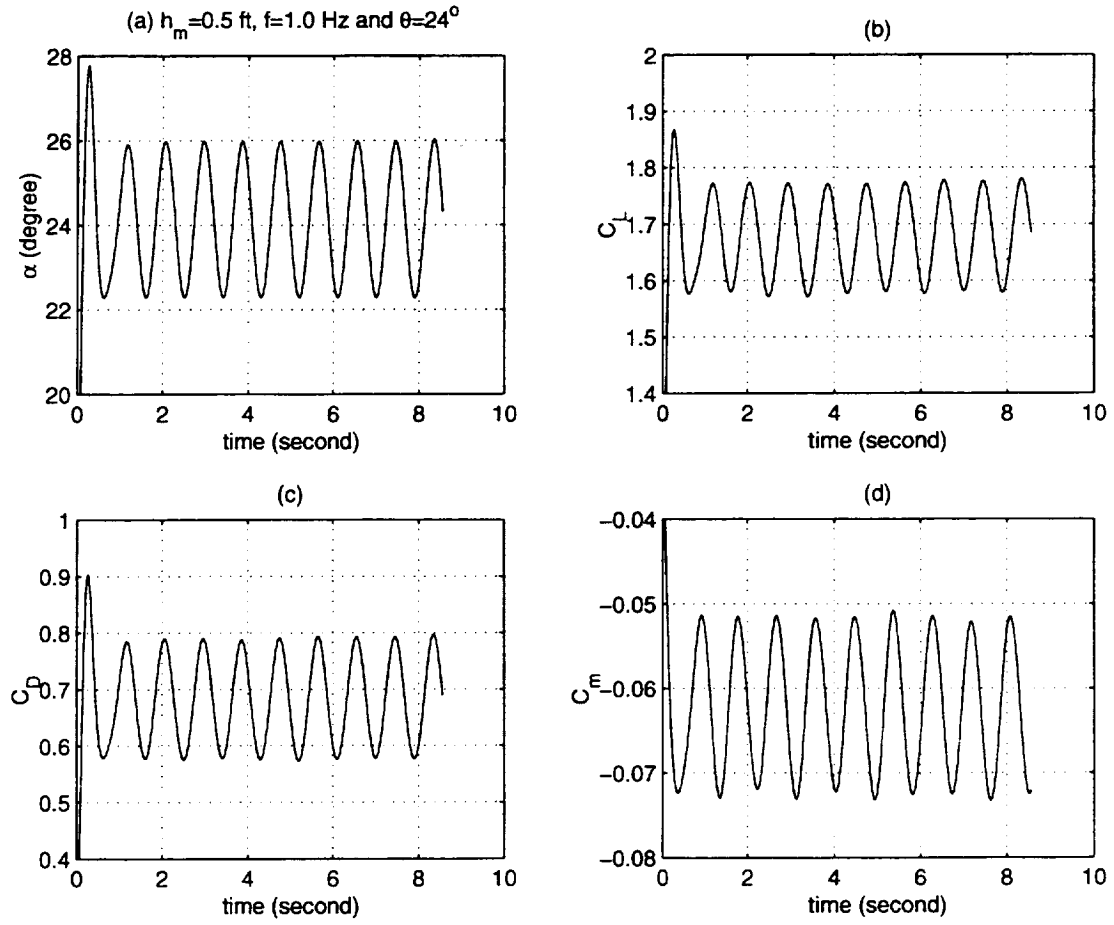 (a) h_m=0.5 ft, f=1.0 Hz and θ=24°
28
26
24
22
20
α (degree)
0 2 4 6 8 10
time (second)
(b)
2
1.9
1.8
1.7
1.6
1.5
1.4
C_L
0 2 4 6 8 10
time (second)
(c)
1
0.9
0.8
0.7
0.6
0.5
0.4
C_D
0 2 4 6 8 10
time (second)
(d)
−0.04
−0.05
−0.06
−0.07
−0.08
C_m
0 2 4 6 8 10
time (second)